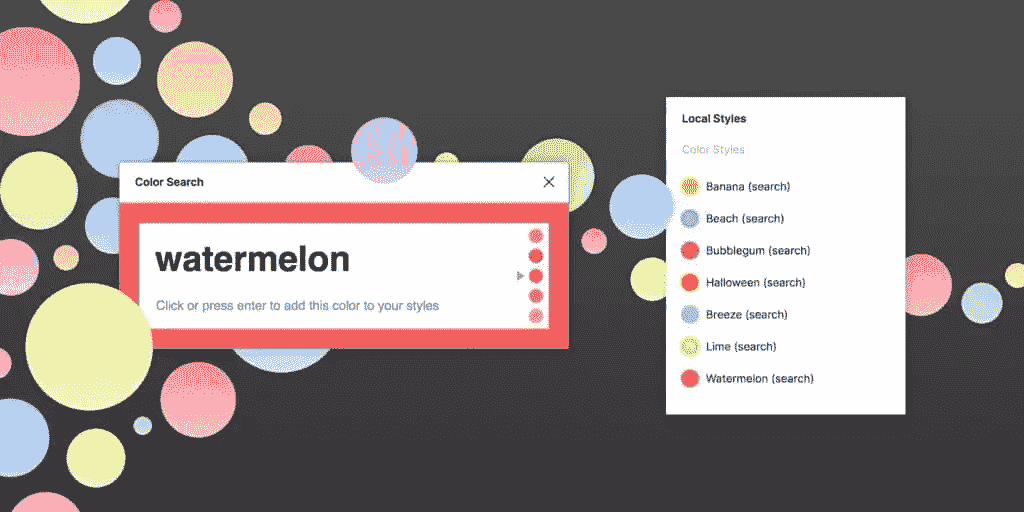 Color Search
watermelon
Click or press enter to add this color to your styles
Local Styles
Color Styles
Banana (search)
Beach (search)
Bubblegum (search)
Halloween (search)
Breeze (search)
Lime (search)
Watermelon (search)